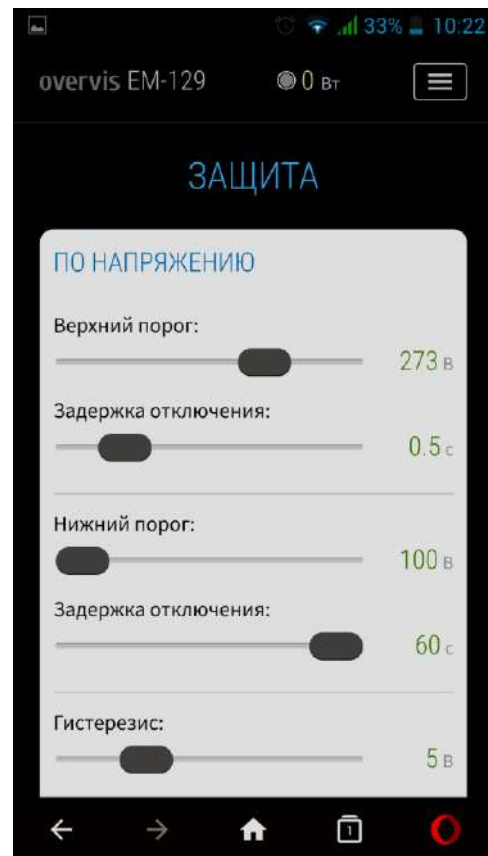 33% 10:22
overvis EM-129 0 Вт
ЗАЩИТА
ПО НАПРЯЖЕНИЮ
Верхний порог:
273 В
Задержка отключения:
0.5 с
Нижний порог:
100 В
Задержка отключения:
60 с
Гистерезис:
5 В
1